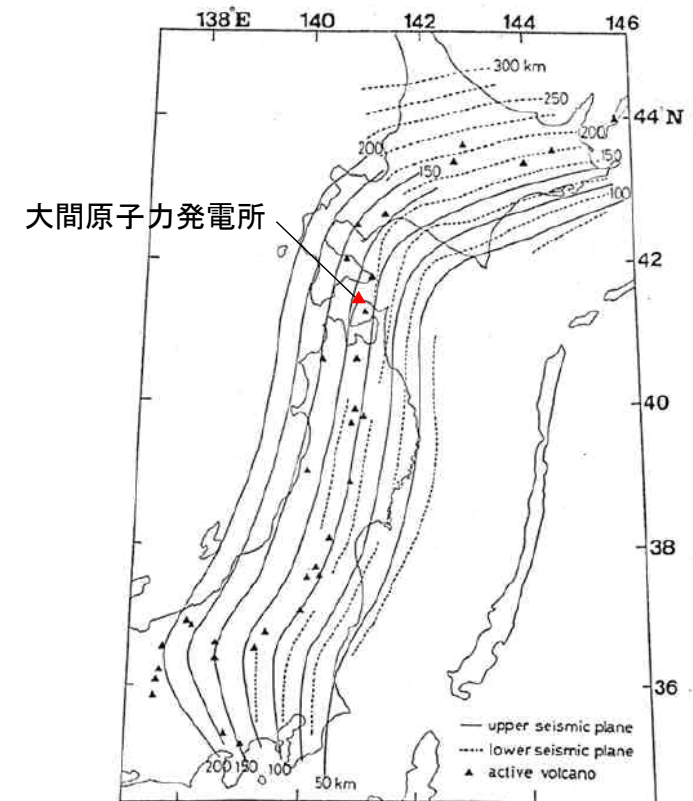 138°E 140 142 144 146
300 km
250
44°N
200
200
150
150
100
大間原子力発電所
42
40
38
36
upper seismic plane
lower seismic plane
active volcano
200 150 100
50 km